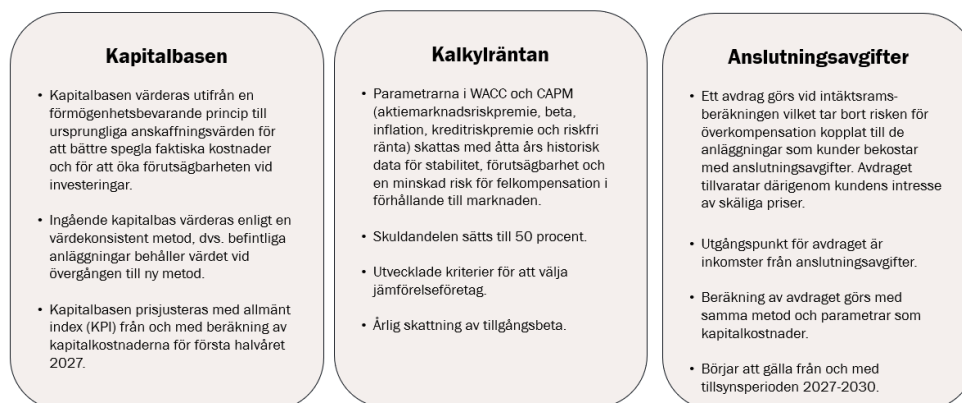 Kapitalbasen
• Kapitalbasen värderas utifrån en
förmögenhetsbevarande princip till
ursprungliga anskaffningsvärden för
att bättre spegla faktiska kostnader
och för att öka förutsägbarheten vid
investeringar.
• Ingående kapitalbas värderas enligt en
värdekonsistent metod, dvs. befintliga
anläggningar behåller värdet vid
övergången till ny metod.
• Kapitalbasen prisjusteras med allmänt
index (KPI) från och med beräkning av
kapitalkostnaderna för första halvåret
2027.
Kalkylräntan
• Parametrarna i WACC och CAPM
(aktiemarknadsriskpremie, beta,
inflation, kreditriskpremie och riskfri
ränta) skattas med åtta års historisk
data för stabilitet, förutsägbarhet och
en minskad risk för felkompensation i
förhållande till marknaden.
• Skuldandelen sätts till 50 procent.
• Utvecklade kriterier för att välja
jämförelseföretag.
• Årlig skattning av tillgångsbeta.
Anslutningsavgifter
• Ett avdrag görs vid intäktsrams-
beräkningen vilket tar bort risken för
överkompensation kopplat till de
anläggningar som kunder bekostar
med anslutningsavgifter. Avdraget
tillvaratar därigenom kundens intresse
av skäliga priser.
• Utgångspunkt för avdraget är
inkomster från anslutningsavgifter.
• Beräkning av avdraget görs med
samma metod och parametrar som
kapitalkostnader.
• Börjar att gälla från och med
tillsynsperioden 2027-2030.